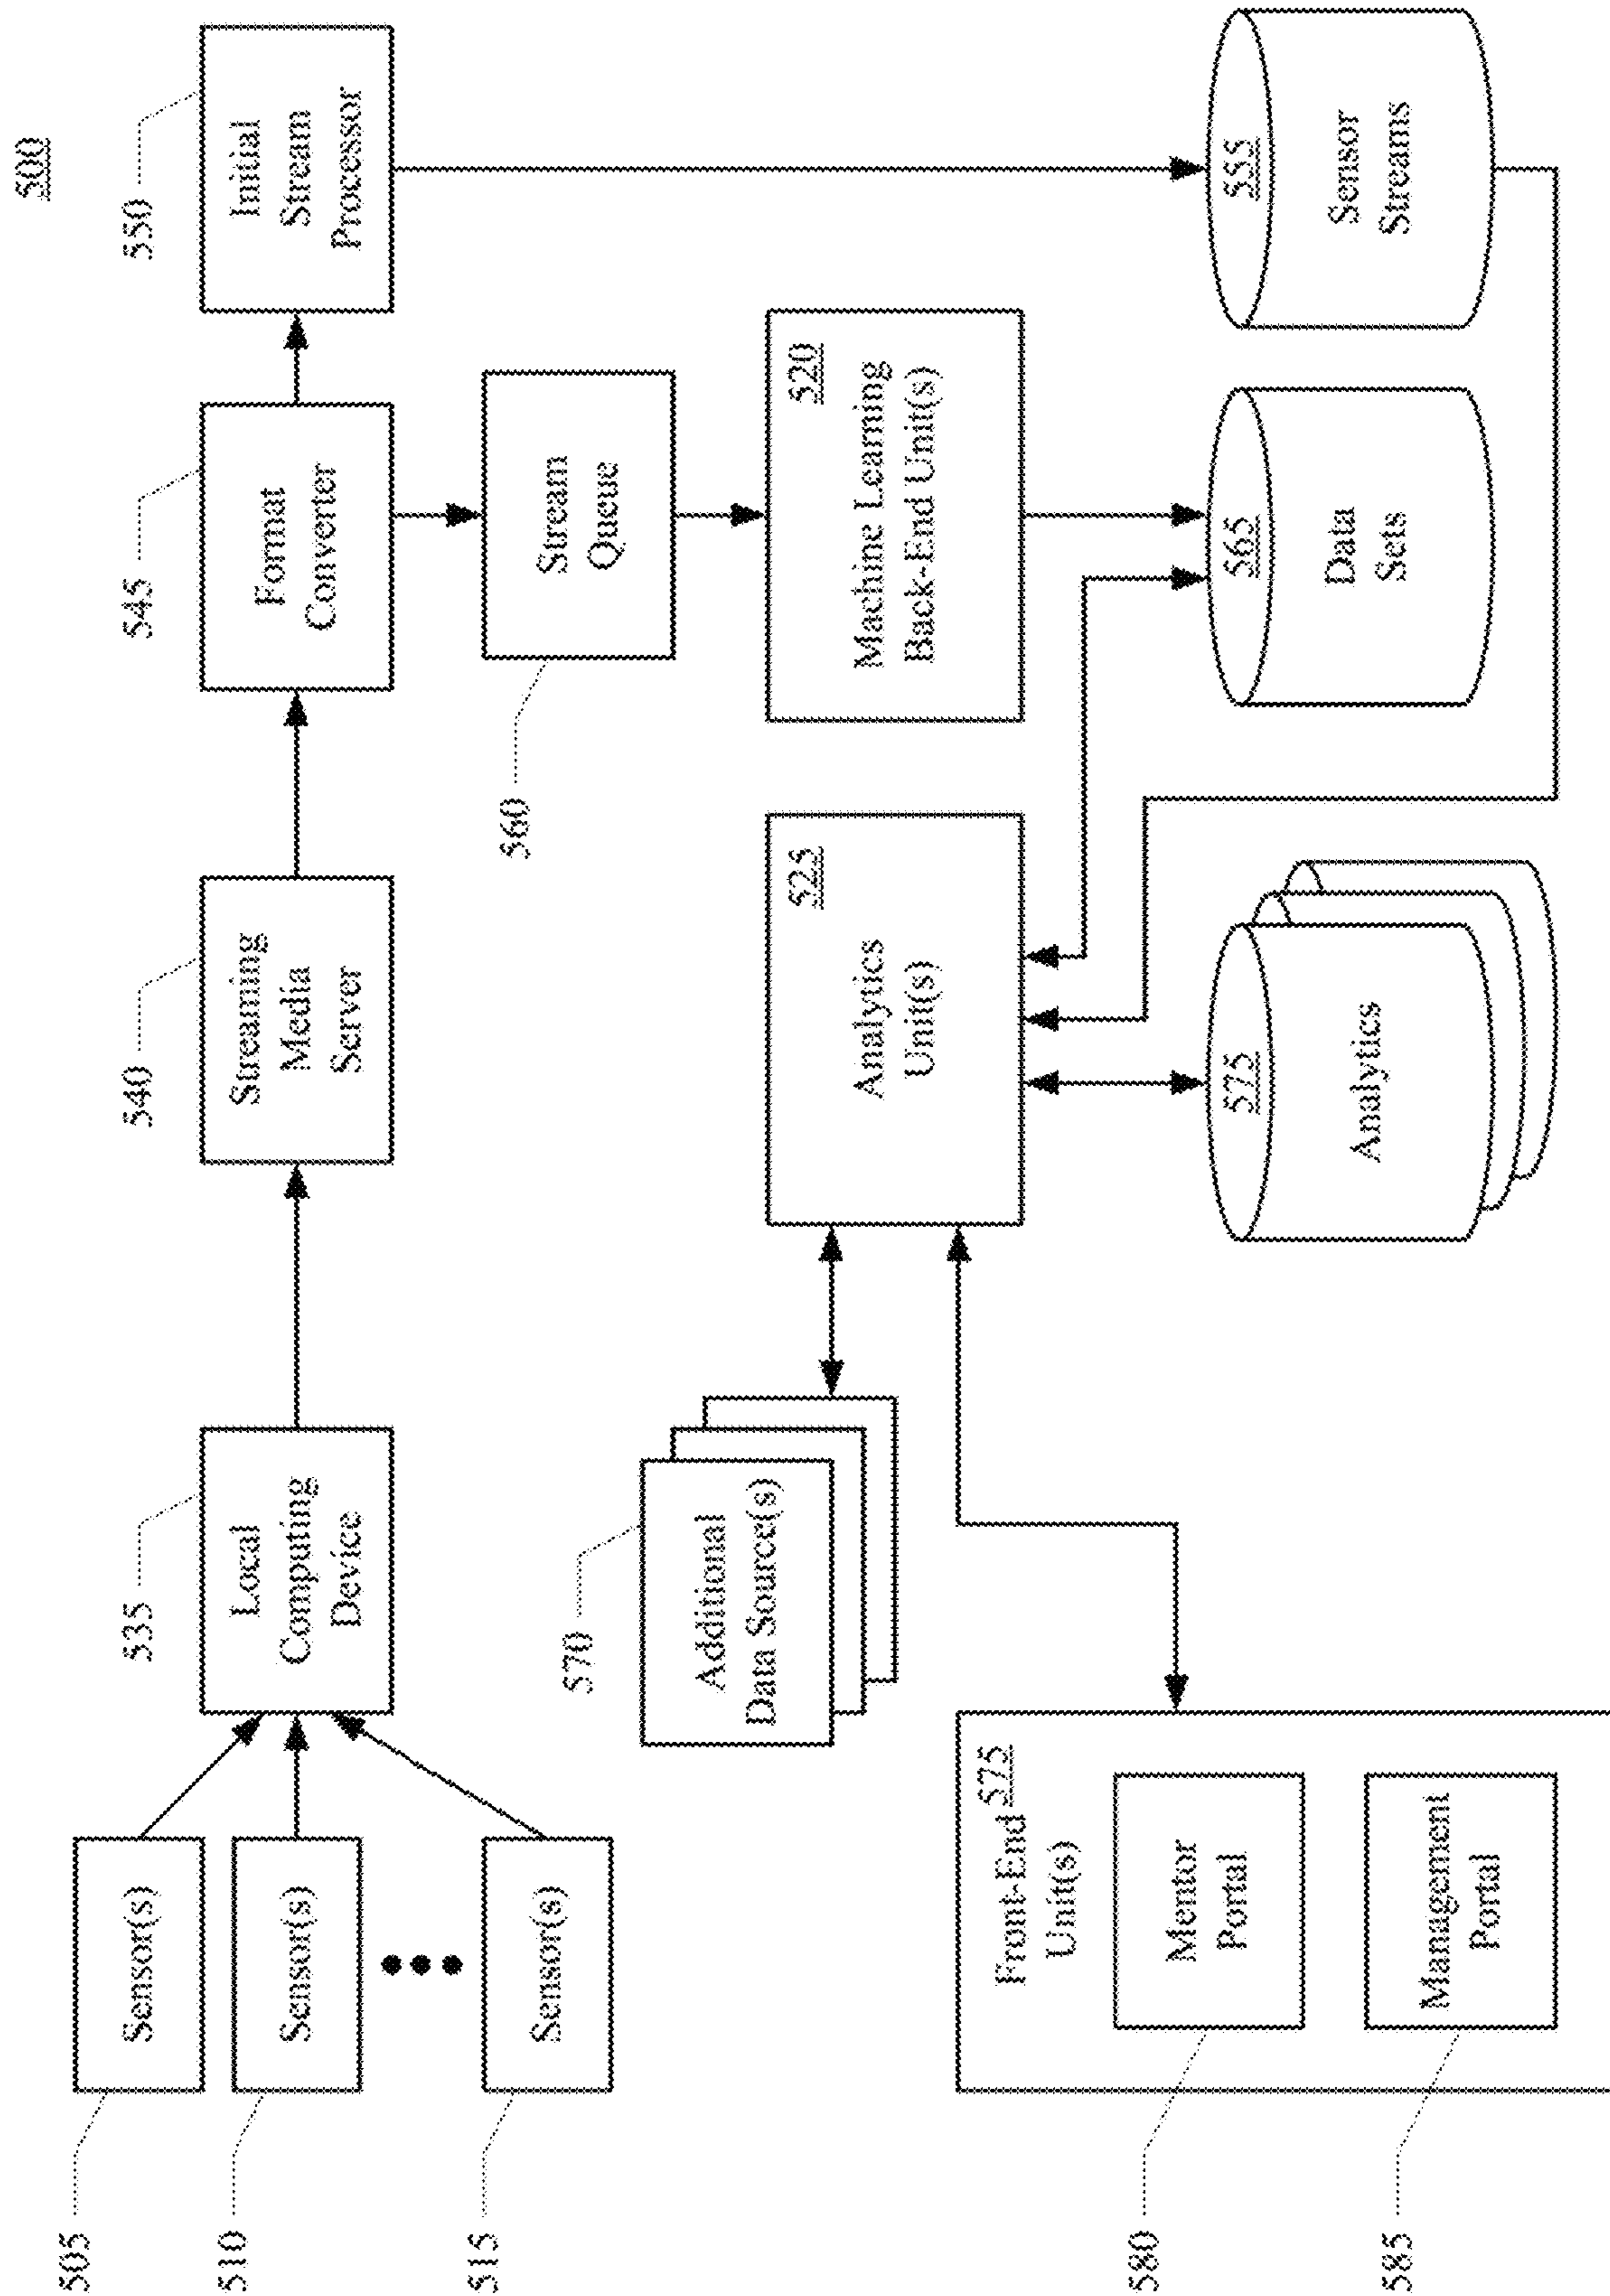 500
505
Sensor(s)
510
Sensor(s)
515
Sensor(s)
535
Local
Computing
Device
540
Streaming
Media
Server
545
Format
Converter
550
Initial
Stream
Processor
560
Stream
Queue
570
Additional
Data Source(s)
525
Analytics
Unit(s)
520
Machine Learning
Back-End Unit(s)
575
Front-End
Unit(s)
580
Mentor
Portal
585
Management
Portal
575
Analytics
565
Data
Sets
555
Sensor
Streams